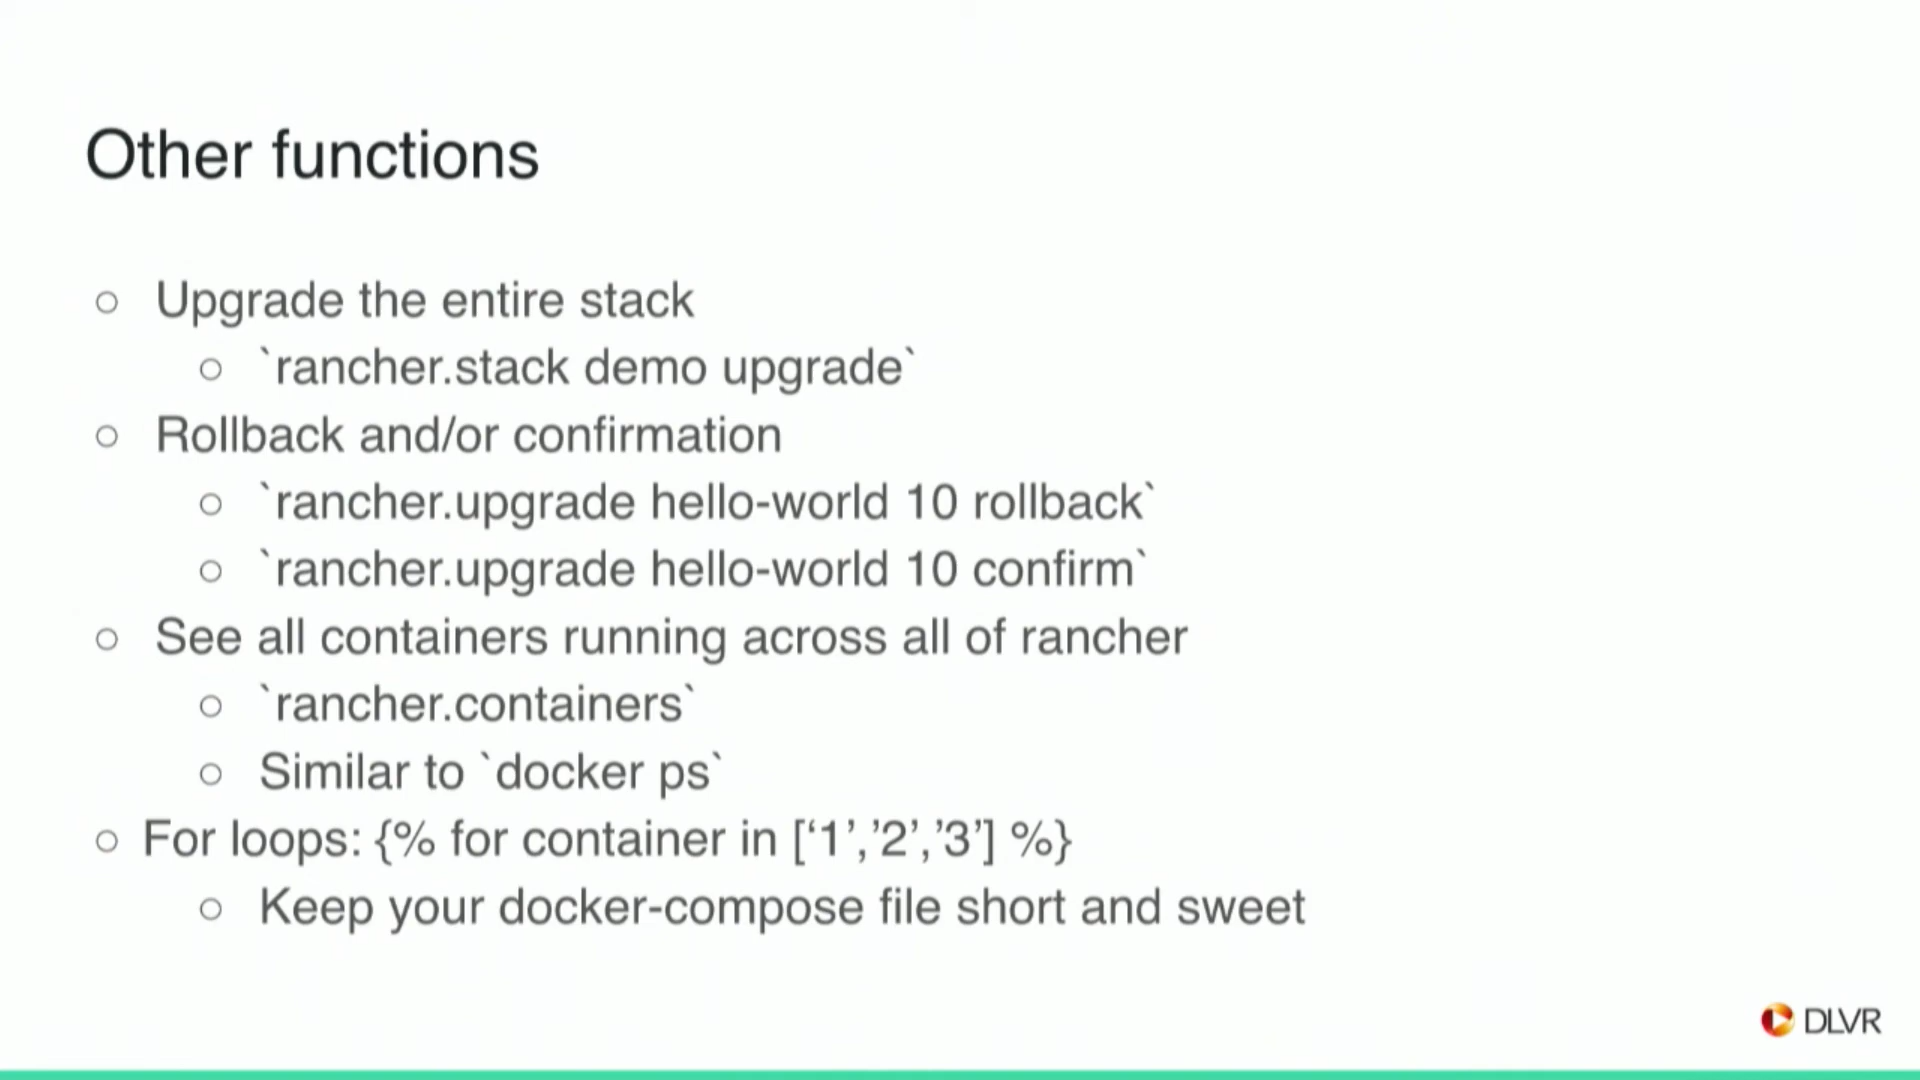 Other functions
○ Upgrade the entire stack
○ `rancher.stack demo upgrade`
○ Rollback and/or confirmation
○ `rancher.upgrade hello-world 10 rollback`
○ `rancher.upgrade hello-world 10 confirm`
○ See all containers running across all of rancher
○ `rancher.containers`
○ Similar to `docker ps`
○ For loops: {% for container in [‘1’,’2’,’3’] %}
○ Keep your docker-compose file short and sweet
DLVR